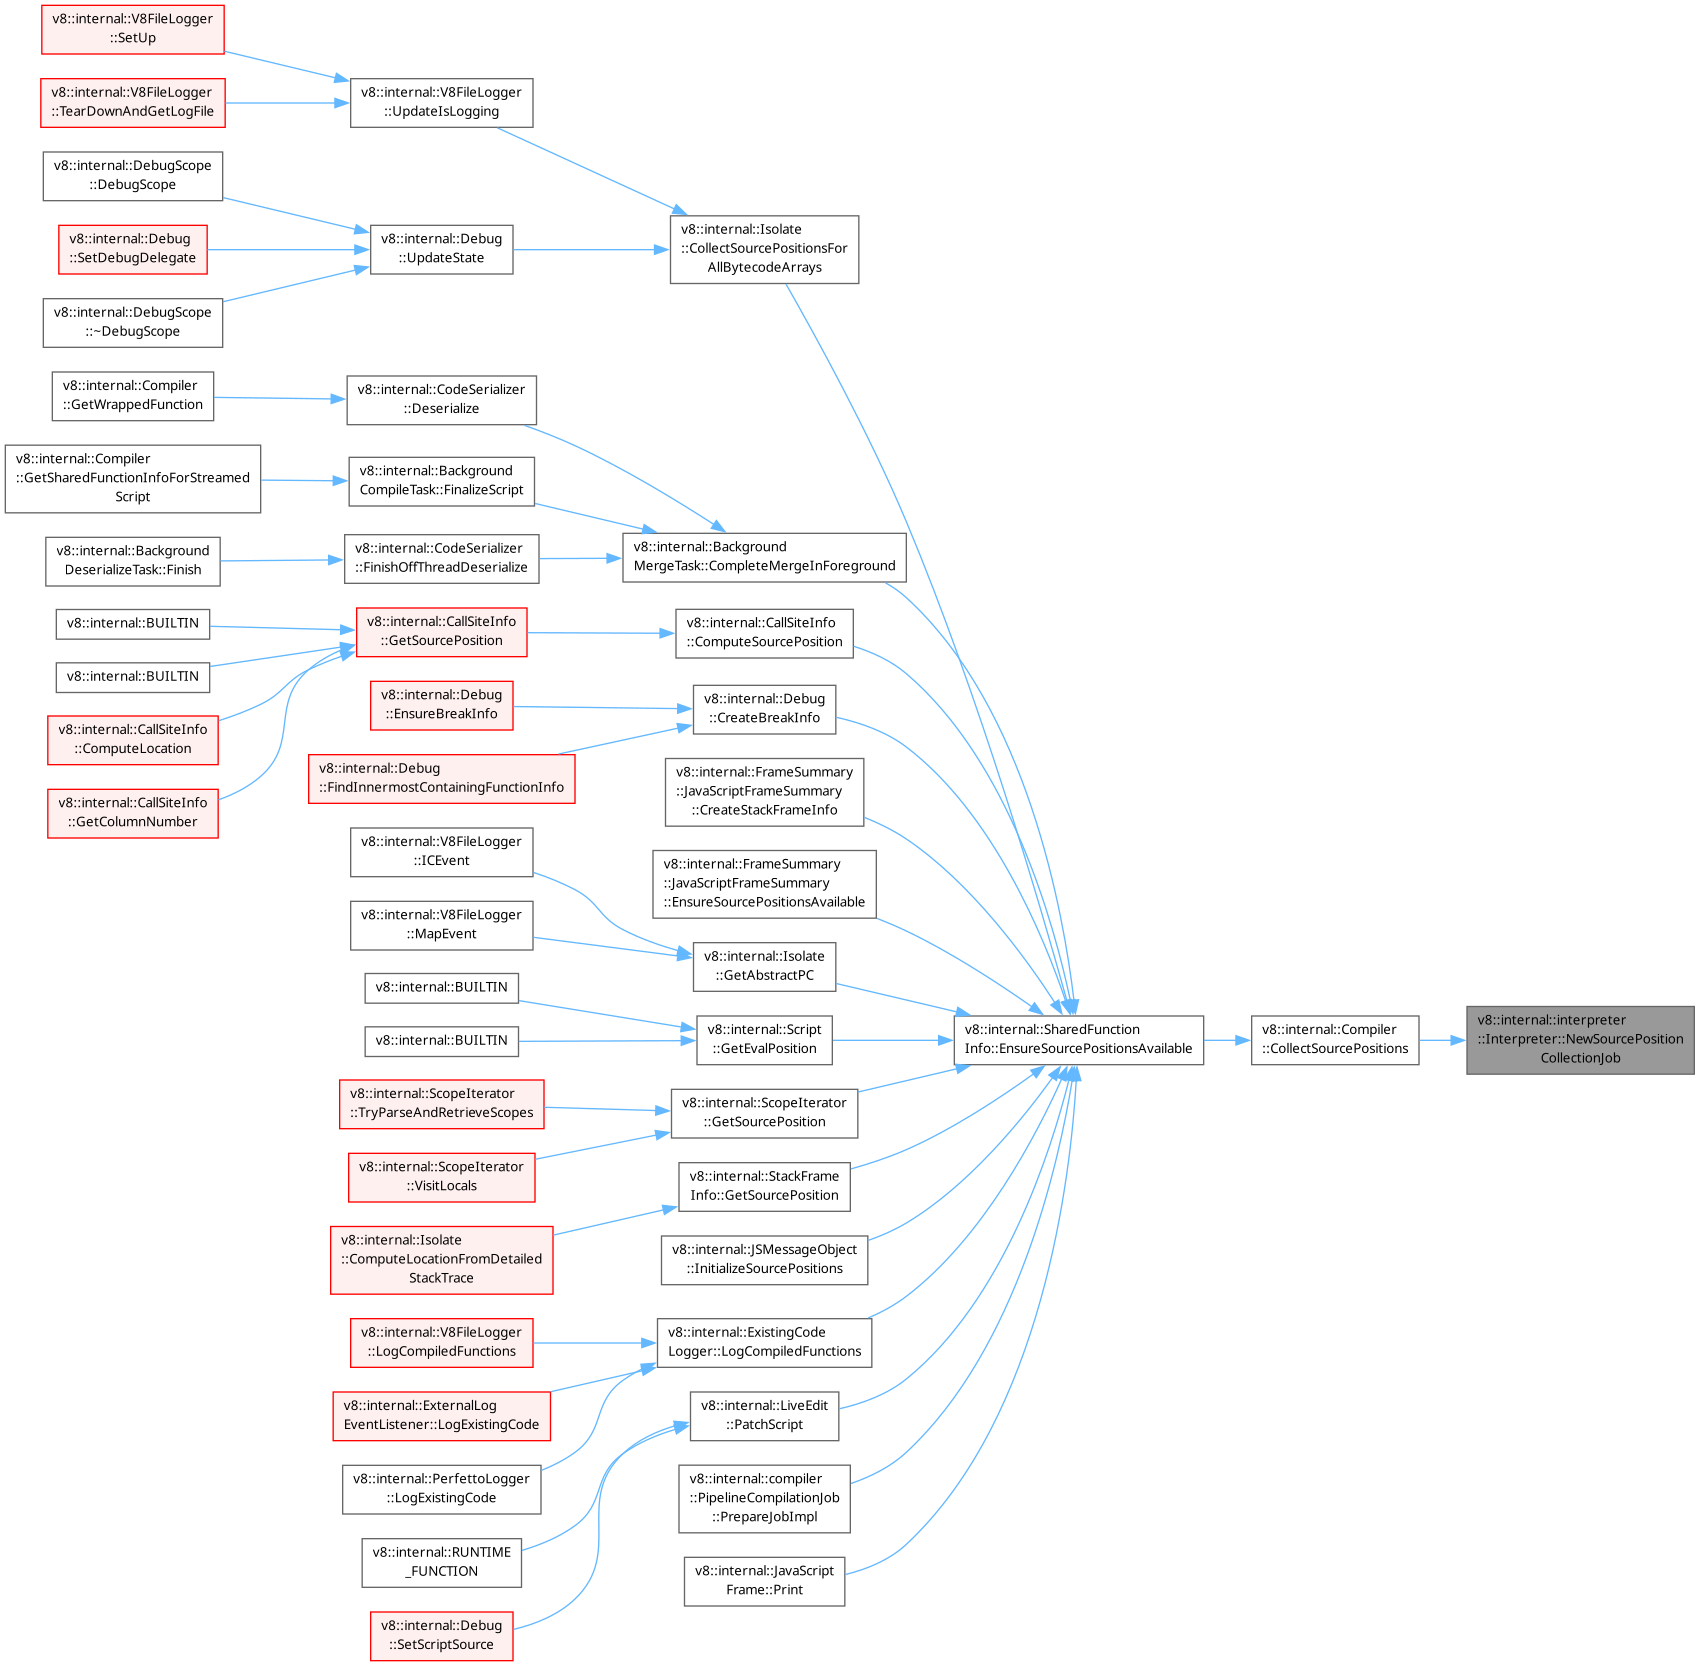 v8::internal::V8FileLogger
::SetUp
v8::internal::V8FileLogger
::TearDownAndGetLogFile
v8::internal::V8FileLogger
::UpdateIsLogging
v8::internal::DebugScope
::DebugScope
v8::internal::Debug
::SetDebugDelegate
v8::internal::Debug
::UpdateState
v8::internal::Isolate
::CollectSourcePositionsFor
AllBytecodeArrays
v8::internal::DebugScope
::~DebugScope
v8::internal::Compiler
::GetWrappedFunction
v8::internal::CodeSerializer
::Deserialize
v8::internal::Compiler
::GetSharedFunctionInfoForStreamed
Script
v8::internal::Background
CompileTask::FinalizeScript
v8::internal::Background
DeserializeTask::Finish
v8::internal::CodeSerializer
::FinishOffThreadDeserialize
v8::internal::Background
MergeTask::CompleteMergeInForeground
v8::internal::BUILTIN
v8::internal::BUILTIN
v8::internal::CallSiteInfo
::GetSourcePosition
v8::internal::CallSiteInfo
::ComputeSourcePosition
v8::internal::CallSiteInfo
::ComputeLocation
v8::internal::CallSiteInfo
::GetColumnNumber
v8::internal::Debug
::EnsureBreakInfo
v8::internal::Debug
::CreateBreakInfo
v8::internal::Debug
::FindInnermostContainingFunctionInfo
v8::internal::FrameSummary
::JavaScriptFrameSummary
::CreateStackFrameInfo
v8::internal::V8FileLogger
::ICEvent
v8::internal::FrameSummary
::JavaScriptFrameSummary
::EnsureSourcePositionsAvailable
v8::internal::V8FileLogger
::MapEvent
v8::internal::Isolate
::GetAbstractPC
v8::internal::BUILTIN
v8::internal::BUILTIN
v8::internal::Script
::GetEvalPosition
v8::internal::SharedFunction
Info::EnsureSourcePositionsAvailable
v8::internal::Compiler
::CollectSourcePositions
v8::internal::interpreter
::Interpreter::NewSourcePosition
CollectionJob
v8::internal::ScopeIterator
::TryParseAndRetrieveScopes
v8::internal::ScopeIterator
::GetSourcePosition
v8::internal::ScopeIterator
::VisitLocals
v8::internal::StackFrame
Info::GetSourcePosition
v8::internal::Isolate
::ComputeLocationFromDetailed
StackTrace
v8::internal::JSMessageObject
::InitializeSourcePositions
v8::internal::V8FileLogger
::LogCompiledFunctions
v8::internal::ExistingCode
Logger::LogCompiledFunctions
v8::internal::ExternalLog
EventListener::LogExistingCode
v8::internal::LiveEdit
::PatchScript
v8::internal::PerfettoLogger
::LogExistingCode
v8::internal::compiler
::PipelineCompilationJob
::PrepareJobImpl
v8::internal::RUNTIME
_FUNCTION
v8::internal::JavaScript
Frame::Print
v8::internal::Debug
::SetScriptSource